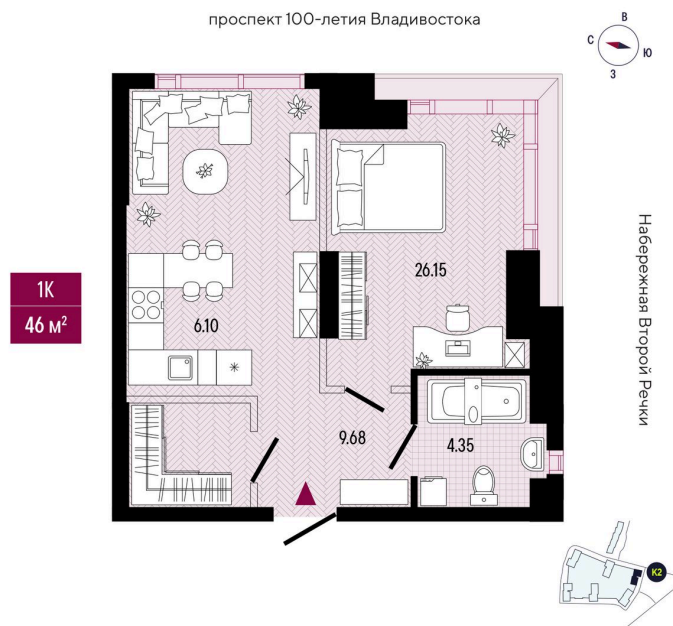 проспект 100-летия Владивостока
В
С
Ю
З
1К
46 м²
6.10
26.15
9.68
4.35
Набережная Второй Речки
К2